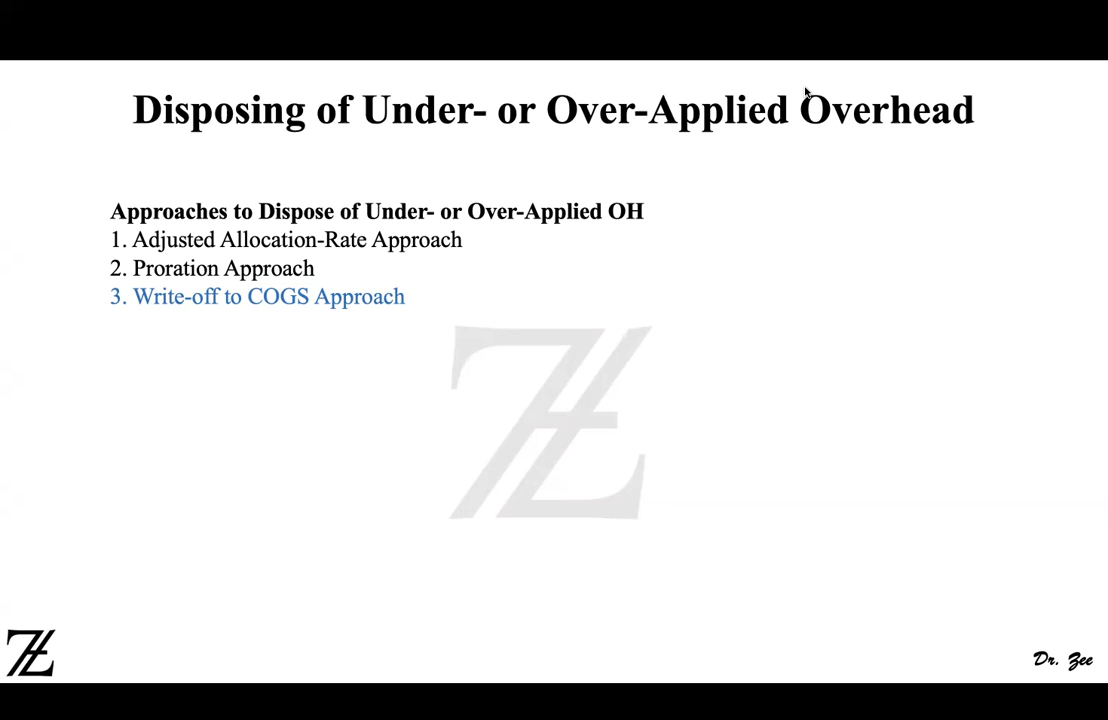 Disposing of Under- or Over-Applied Overhead
Approaches to Dispose of Under- or Over-Applied OH
1. Adjusted Allocation-Rate Approach
2. Proration Approach
3. Write-off to COGS Approach
Dr. Zee